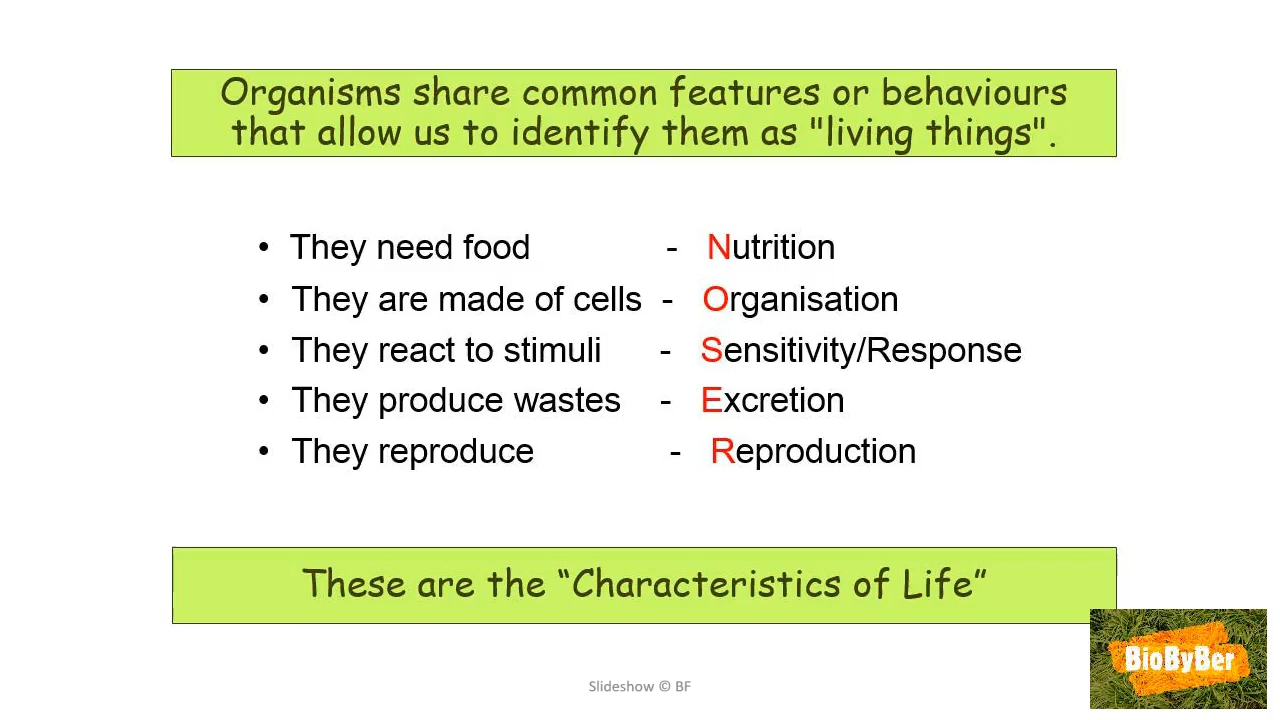 Organisms share common features or behaviours
that allow us to identify them as "living things".
• They need food - Nutrition
• They are made of cells - Organisation
• They react to stimuli - Sensitivity/Response
• They produce wastes - Excretion
• They reproduce - Reproduction
These are the “Characteristics of Life”
BioByBer
Slideshow © BF